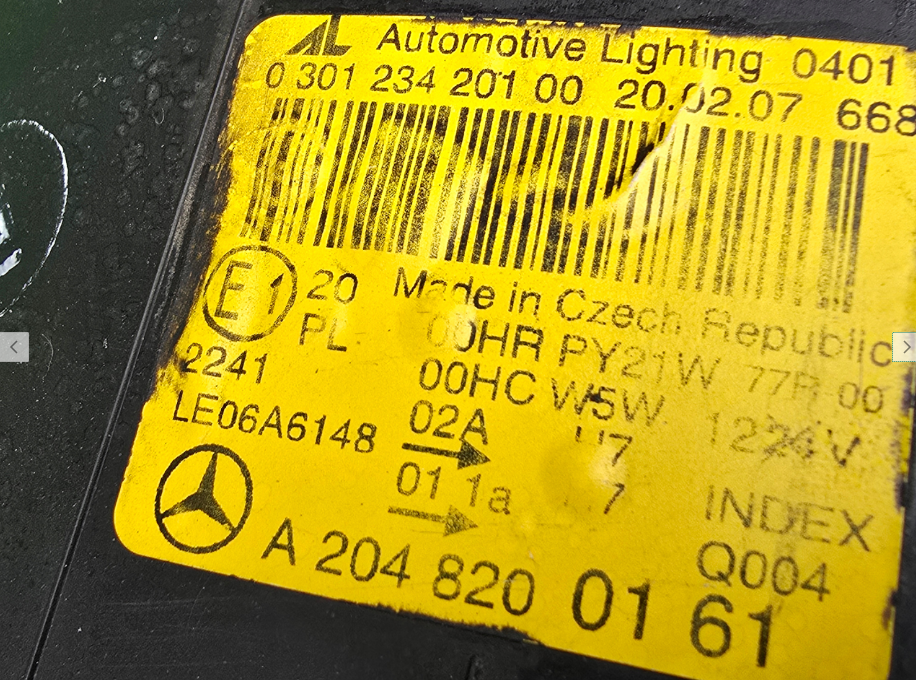 AL Automotive Lighting 0401
0 301 234 201 00 20.02.07 668
E1 20 Made in Czech Republic
PL 00HR PY21W 77R 00
2241 00HC W5W 12
LE06A6148 02A H7 V
01 1a 7 INDEX
Q004
A 204 820 01 61